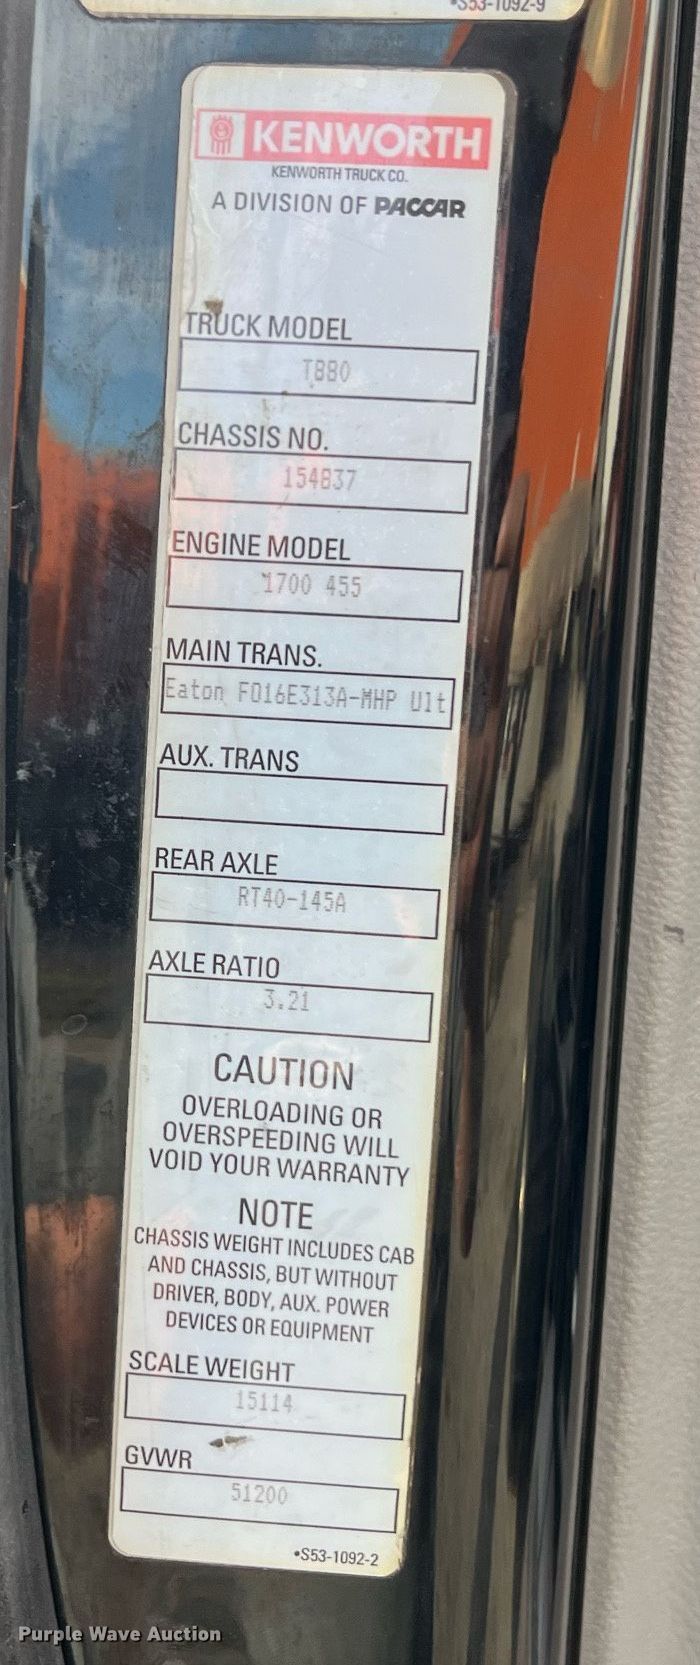 •S53-1092-9
KENWORTH
KENWORTH TRUCK CO.
A DIVISION OF PACCAR
TRUCK MODEL
T880
CHASSIS NO.
154837
ENGINE MODEL
1700 455
MAIN TRANS.
Eaton FO16E313A-MHP Ult
AUX. TRANS
REAR AXLE
RT40-145A
AXLE RATIO
3.21
CAUTION
OVERLOADING OR
OVERSPEEDING WILL
VOID YOUR WARRANTY
NOTE
CHASSIS WEIGHT INCLUDES CAB
AND CHASSIS, BUT WITHOUT
DRIVER, BODY, AUX. POWER
DEVICES OR EQUIPMENT
SCALE WEIGHT
15114
GVWR
51200
•S53-1092-2
Purple Wave Auction